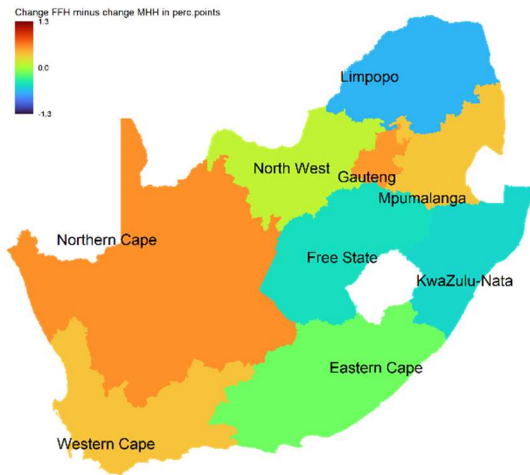 Change FFH minus change MHH in perc.points
1.3
0.0
-1.3
Limpopo
North West
Gauteng
Mpumalanga
Northern Cape
Free State
KwaZulu-Nata
Eastern Cape
Western Cape